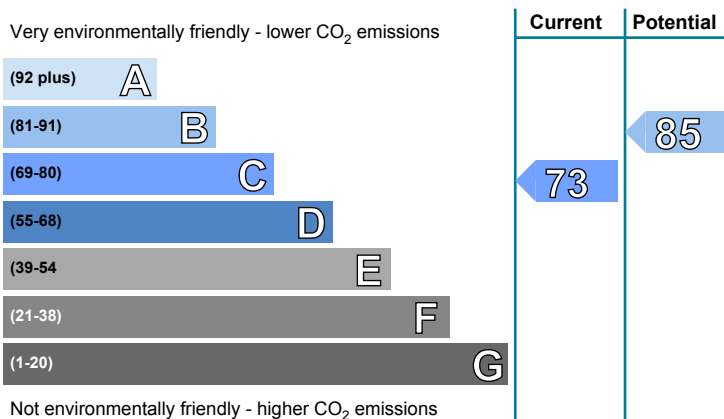 Current Potential
Very environmentally friendly - lower CO2 emissions
(92 plus) A
(81-91) B
85
(69-80) C
73
(55-68) D
(39-54 E
(21-38) F
(1-20) G
Not environmentally friendly - higher CO2 emissions